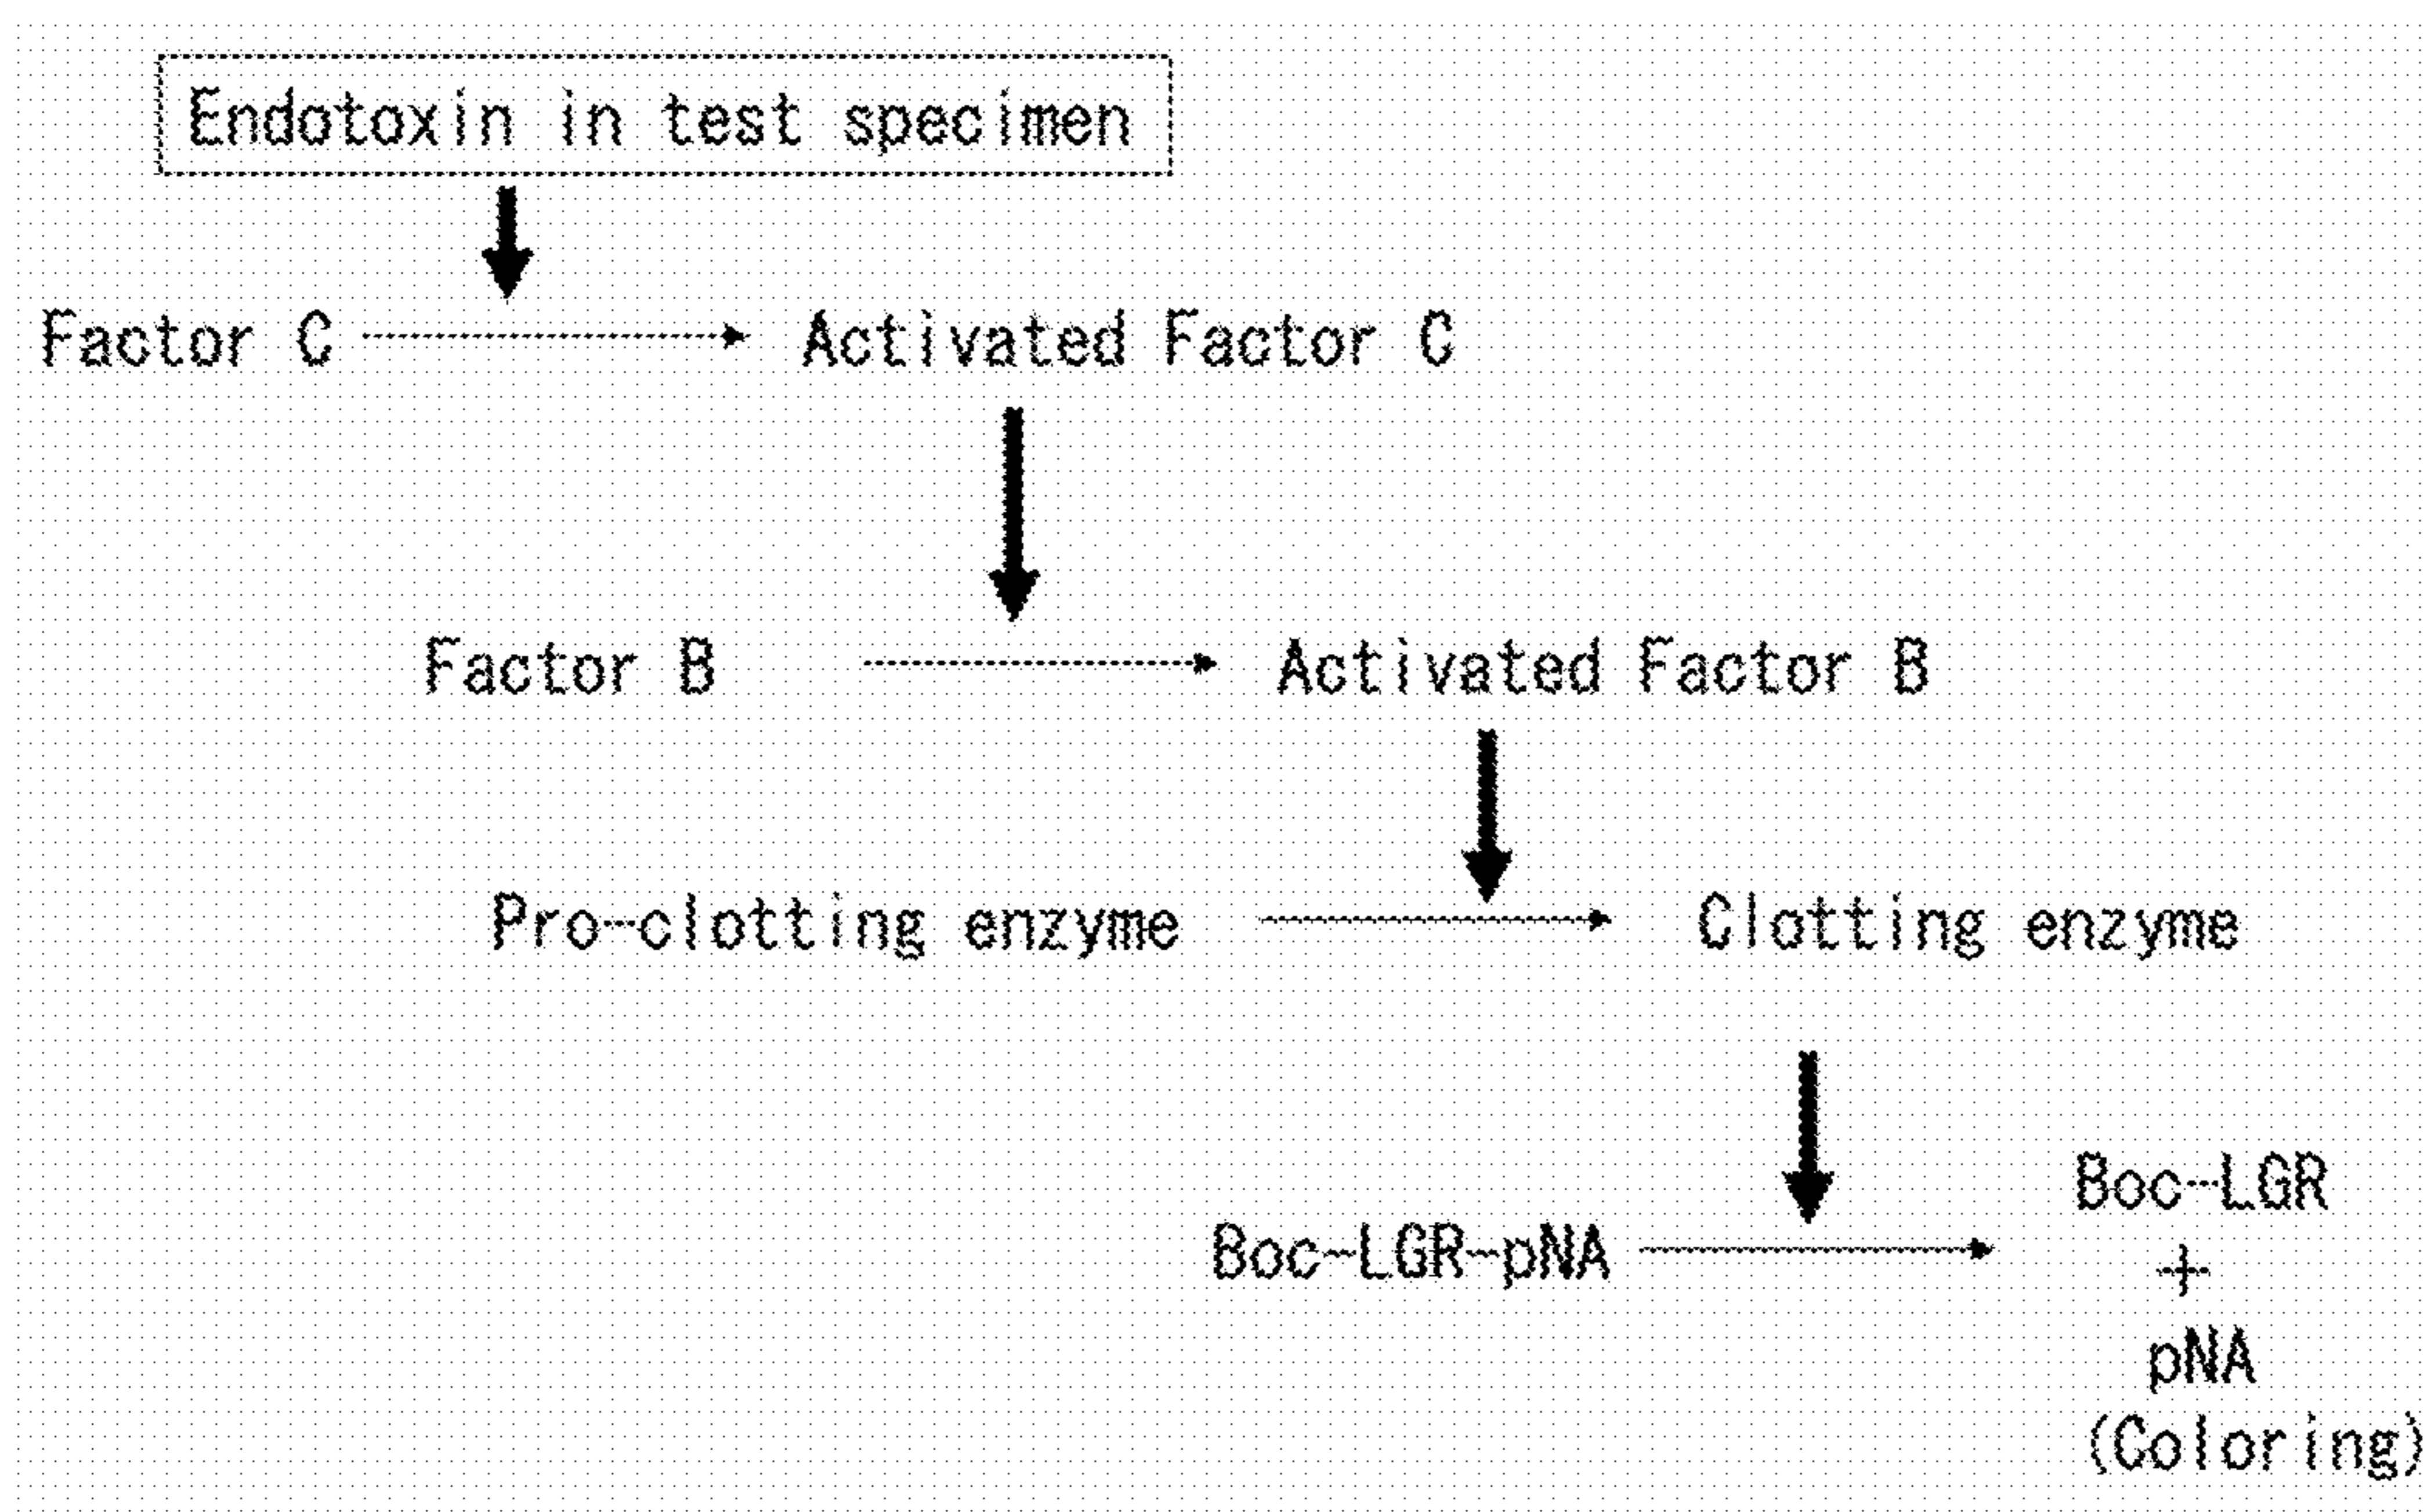 Endotoxin in test specimen
Factor C
Activated Factor C
Factor B
Activated Factor B
Pro-clotting enzyme
Clotting enzyme
Boc-LGR-pNA
Boc-LGR
+
pNA
(Coloring)